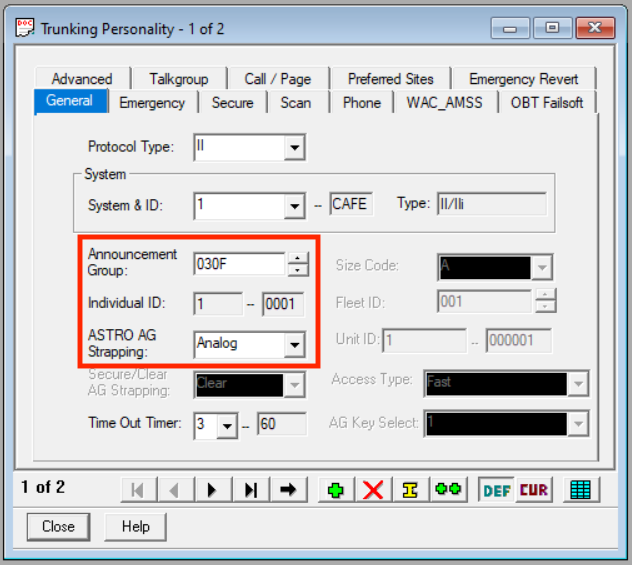 DOC
Trunking Personality - 1 of 2
Advanced Talkgroup Call / Page Preferred Sites Emergency Revert
General Emergency Secure Scan Phone WAC_AMSS OBT Failsoft
Protocol Type: II
System
System & ID: 1 -- CAFE Type: II/IIi
Announcement
Group: 030F
Size Code: A
Individual ID: 1 -- 0001
Fleet ID: 001
ASTRO AG
Strapping: Analog
Unit ID: 1 -- 000001
Secure/Clear
AG Strapping: Clear
Access Type: Fast
Time Out Timer: 3 -- 60
AG Key Select: 1
1 of 2
DEF CUR
Close Help